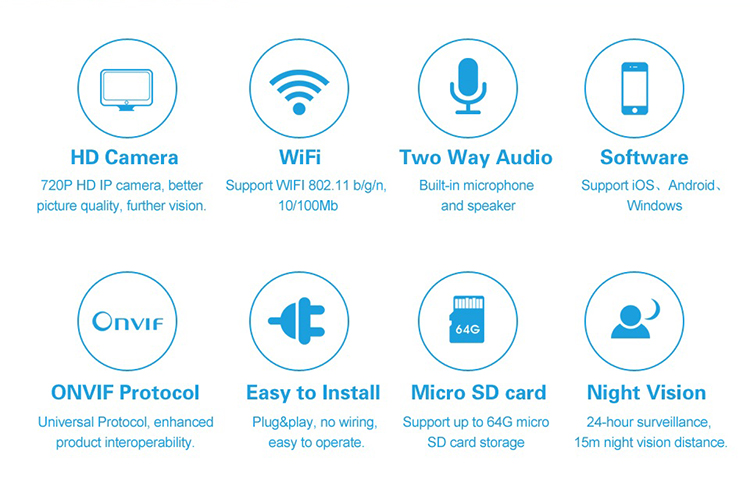 HD Camera
720P HD IP camera, better
picture quality, further vision.
WiFi
Support WIFI 802.11 b/g/n,
10/100Mb
Two Way Audio
Built-in microphone
and speaker
Software
Support iOS、Android、
Windows
ONVIF
ONVIF Protocol
Universal Protocol, enhanced
product interoperability.
Easy to Install
Plug&play, no wiring,
easy to operate.
64G
Micro SD card
Support up to 64G micro
SD card storage
Night Vision
24-hour surveillance,
15m night vision distance.